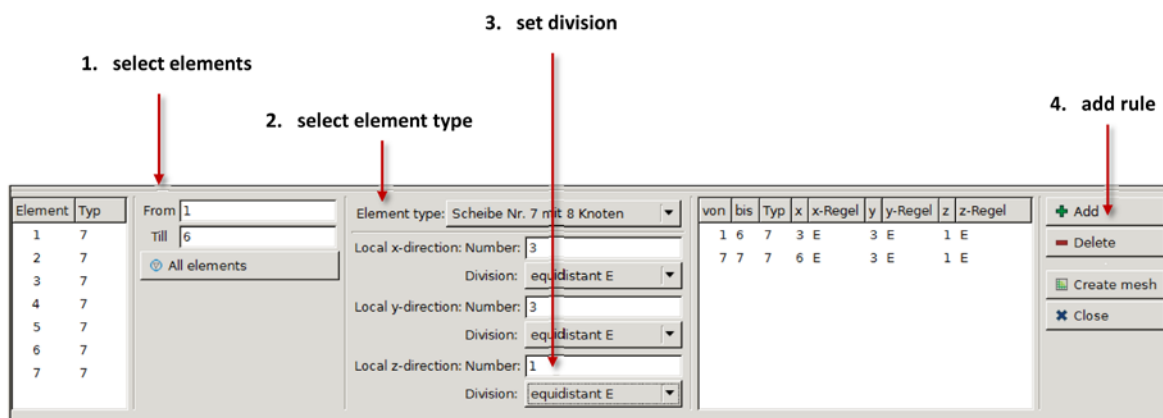 3. set division
1. select elements
4. add rule
2. select element type
Element Typ
1 7
2 7
3 7
4 7
5 7
6 7
7 7
From 1
Till 6
All elements
Element type: Scheibe Nr. 7 mit 8 Knoten
Local x-direction: Number: 3
Division: equidistant E
Local y-direction: Number: 3
Division: equidistant E
Local z-direction: Number: 1
Division: equidistant E
von bis Typ x x-Regel y y-Regel z z-Regel
1 6 7 3 E 3 E 1 E
7 7 7 6 E 3 E 1 E
Add
Delete
Create mesh
Close